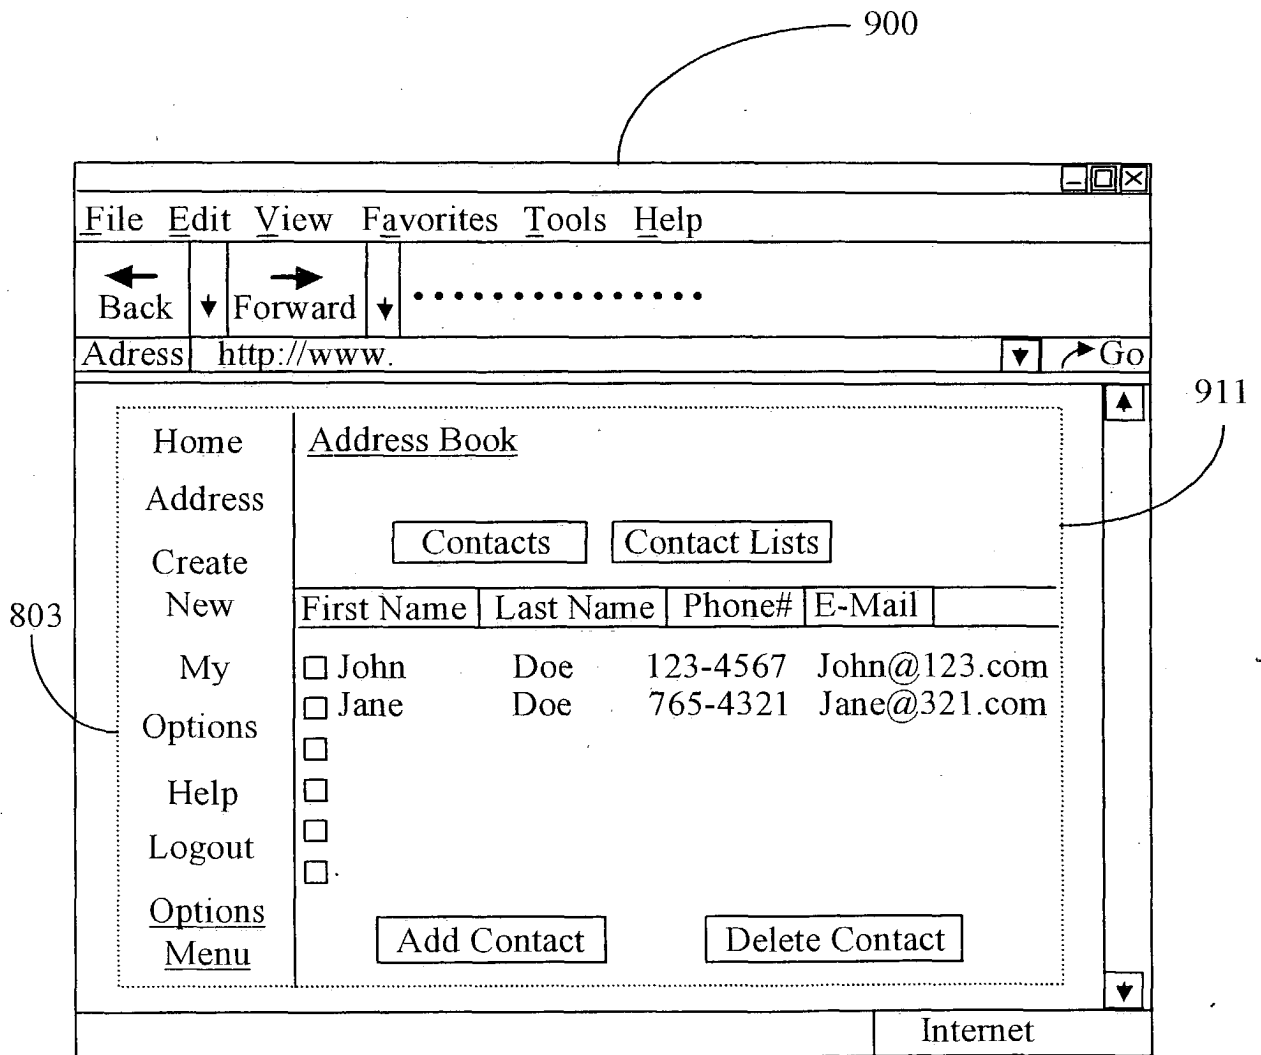 900
File Edit View Favorites Tools Help
Back Forward
Adress http://www. Go
911
Home
Address
Create
New
My
Options
Help
Logout
Options
Menu
803
Address Book
Contacts Contact Lists
First Name Last Name Phone# E-Mail
John Doe 123-4567 John@123.com
Jane Doe 765-4321 Jane@321.com
Add Contact Delete Contact
Internet